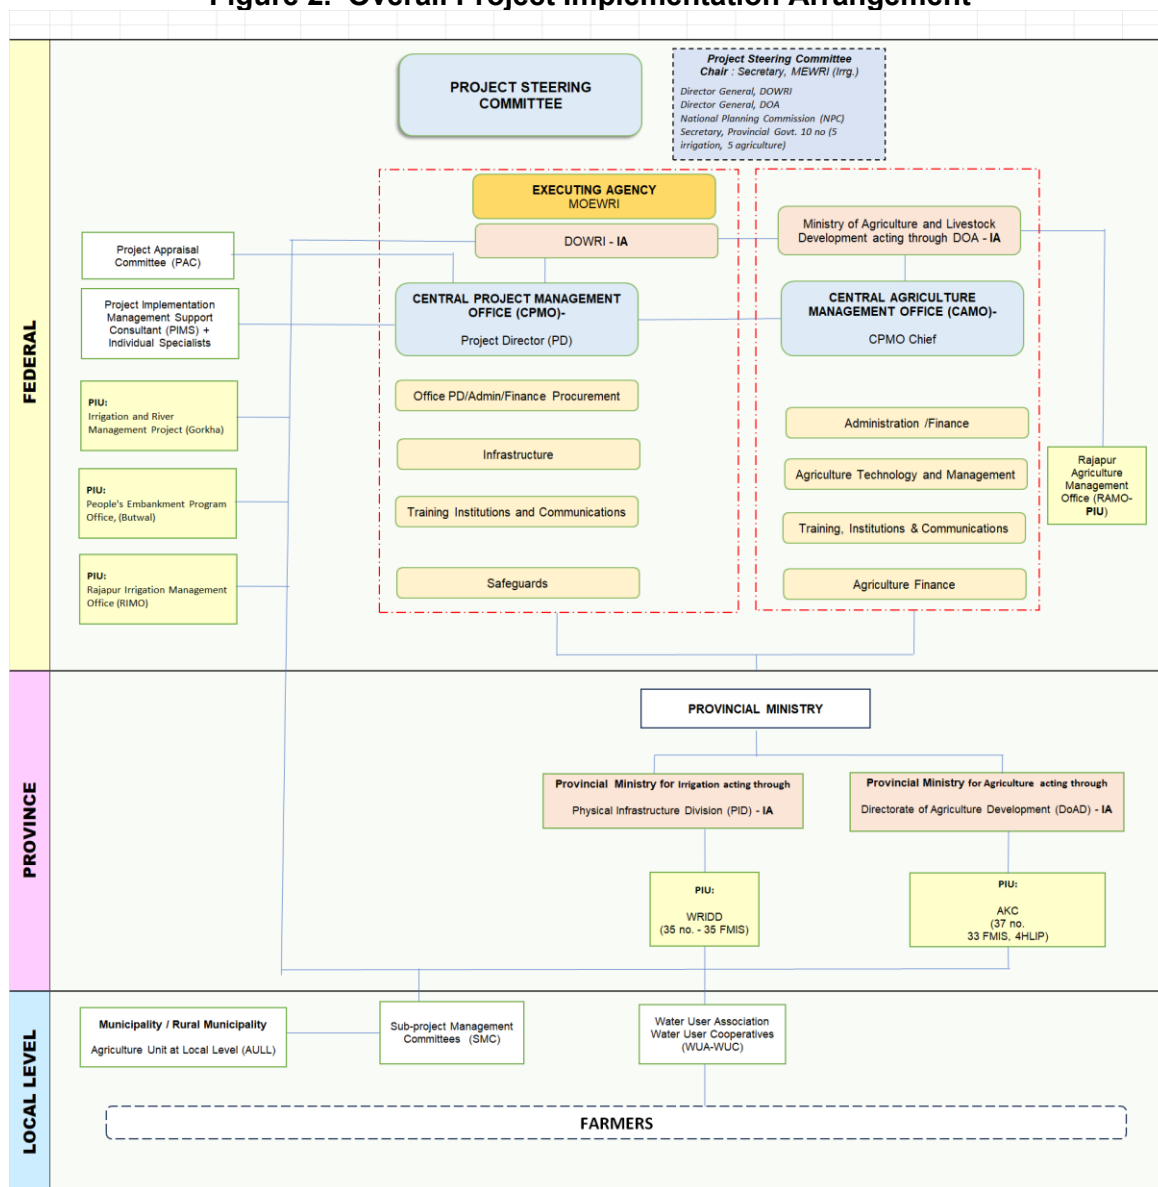 Figure 2. Overall Project Implementation Arrangement
PROJECT STEERING
COMMITTEE
Project Steering Committee
Chair : Secretary, MEWRI (Irrg.)
Director General, DOWRI
Director General, DOA
National Planning Commission (NPC)
Secretary, Provincial Govt. 10 no (5
irrigation, 5 agriculture)
FEDERAL
EXECUTING AGENCY
MOEWRI
DOWRI - IA
Ministry of Agriculture and Livestock
Development acting through DOA - IA
Project Appraisal
Committee (PAC)
Project Implementation
Management Support
Consultant (PIMS) +
Individual Specialists
CENTRAL PROJECT MANAGEMENT
OFFICE (CPMO)-
Project Director (PD)
CENTRAL AGRICULTURE
MANAGEMENT OFFICE (CAMO)-
CPMO Chief
PIU:
Irrigation and River
Management Project (Gorkha)
PIU:
People's Embankment Program
Office, (Butwal)
PIU:
Rajapur Irrigation Management
Office (RIMO)
Office PD/Admin/Finance Procurement
Infrastructure
Training Institutions and Communications
Safeguards
Administration /Finance
Agriculture Technology and Management
Training, Institutions & Communications
Agriculture Finance
Rajapur
Agriculture
Management
Office (RAMO-
PIU)
PROVINCE
PROVINCIAL MINISTRY
Provincial Ministry for Irrigation acting through
Physical Infrastructure Division (PID) - IA
Provincial Ministry for Agriculture acting through
Directorate of Agriculture Development (DoAD) - IA
PIU:
WRIDD
(35 no. - 35 FMIS)
PIU:
AKC
(37 no.
33 FMIS, 4HLIP)
LOCAL LEVEL
Municipality / Rural Municipality
Agriculture Unit at Local Level (AULL)
Sub-project Management
Committees (SMC)
Water User Association
Water User Cooperatives
(WUA-WUC)
FARMERS